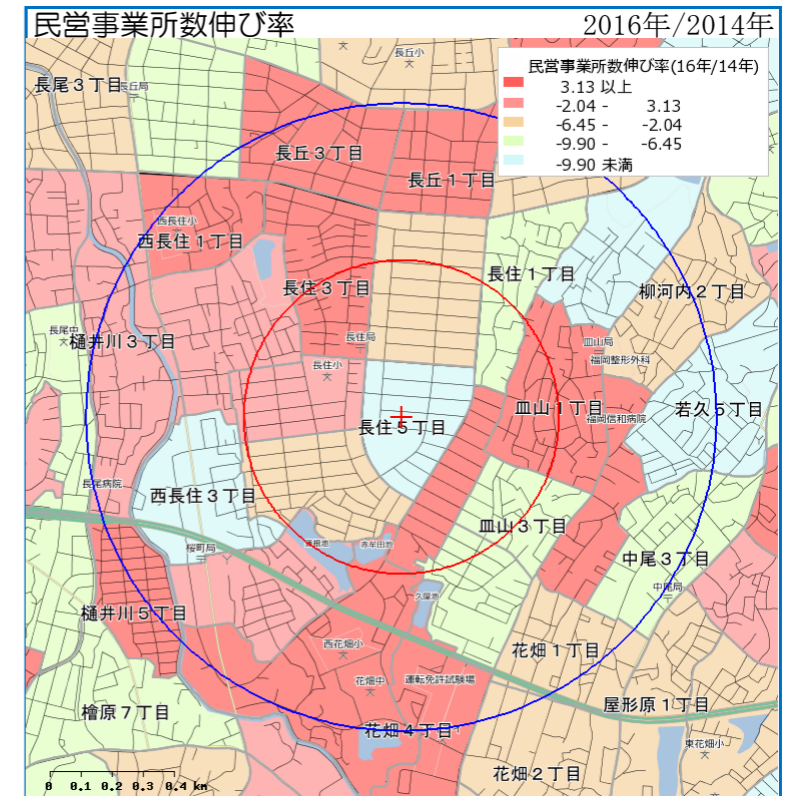 民営事業所数伸び率
2016年/2014年
民営事業所数伸び率(16年/14年)
3.13 以上
-2.04 - 3.13
-6.45 - -2.04
-9.90 - -6.45
-9.90 未満
長丘小
長尾3丁目
長丘局
長丘3丁目
長丘1丁目
西長住小
西長住1丁目
長住1丁目
長住3丁目
柳河内2丁目
長尾中
樋井川3丁目
長住局
皿山局
福岡整形外科
長住小
皿山1丁目
若久5丁目
福岡信和病院
長住5丁目
長尾病院
西長住3丁目
皿山3丁目
桜町局
中尾3丁目
中尾局
久保池
樋井川5丁目
西花畑小
花畑1丁目
花畑中
運転免許試験場
屋形原1丁目
檜原7丁目
花畑4丁目
東花畑小
花畑2丁目
0 0.1 0.2 0.3 0.4 km